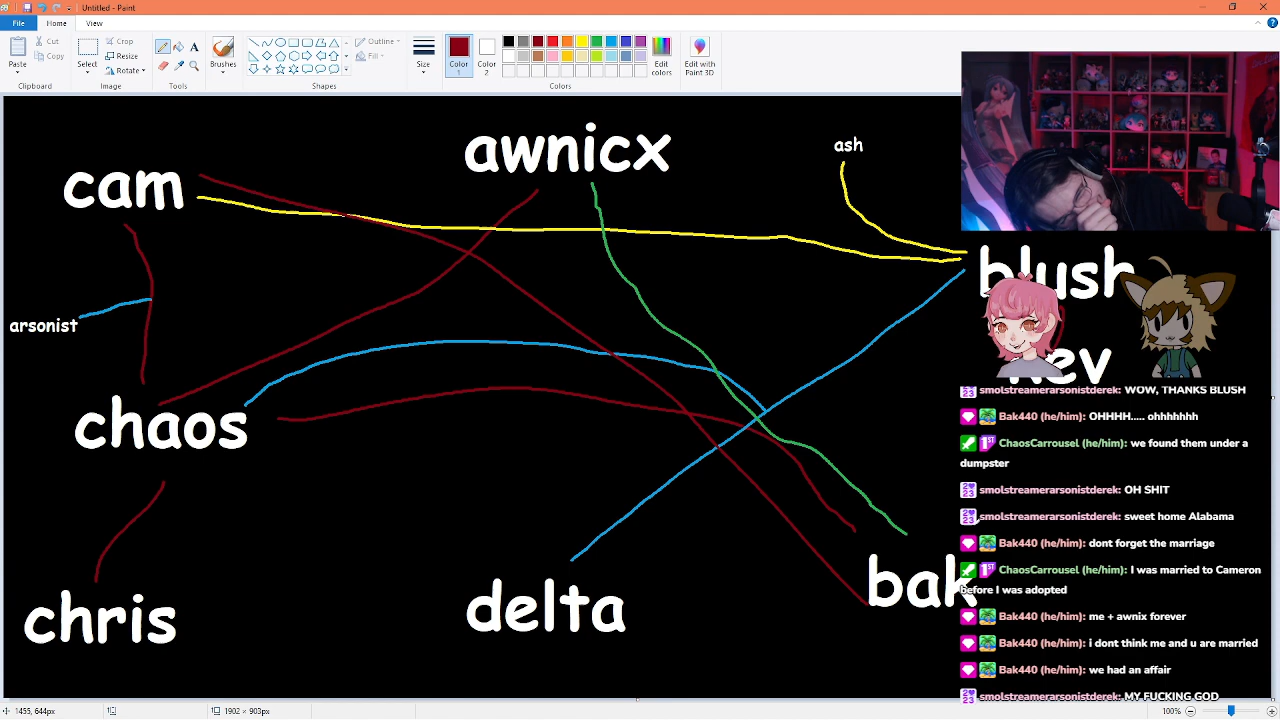 Untitled - Paint
File Home View
Paste Cut Copy Select Crop Resize Rotate Brushes Shapes Outline Fill Size Color 1 Color 2 Edit colors Edit with Paint 3D
Clipboard Image Tools Shapes Colors
awnicx
ash
cam
blush
arsonist
chaos
chris
delta
bak
smolstreamerarsonistderek: WOW, THANKS BLUSH
Bak440 (he/him): OHHHH..... ohhhhhhh
ChaosCarrousel (he/him): we found them under a
dumpster
smolstreamerarsonistderek: OH SHIT
smolstreamerarsonistderek: sweet home Alabama
Bak440 (he/him): dont forget the marriage
ChaosCarrousel (he/him): I was married to Cameron
before I was adopted
Bak440 (he/him): me + awnix forever
Bak440 (he/him): i dont think me and u are married
Bak440 (he/him): we had an affair
smolstreamerarsonistderek: MY FUCKING GOD
1455, 644px 1902 × 903px 100%